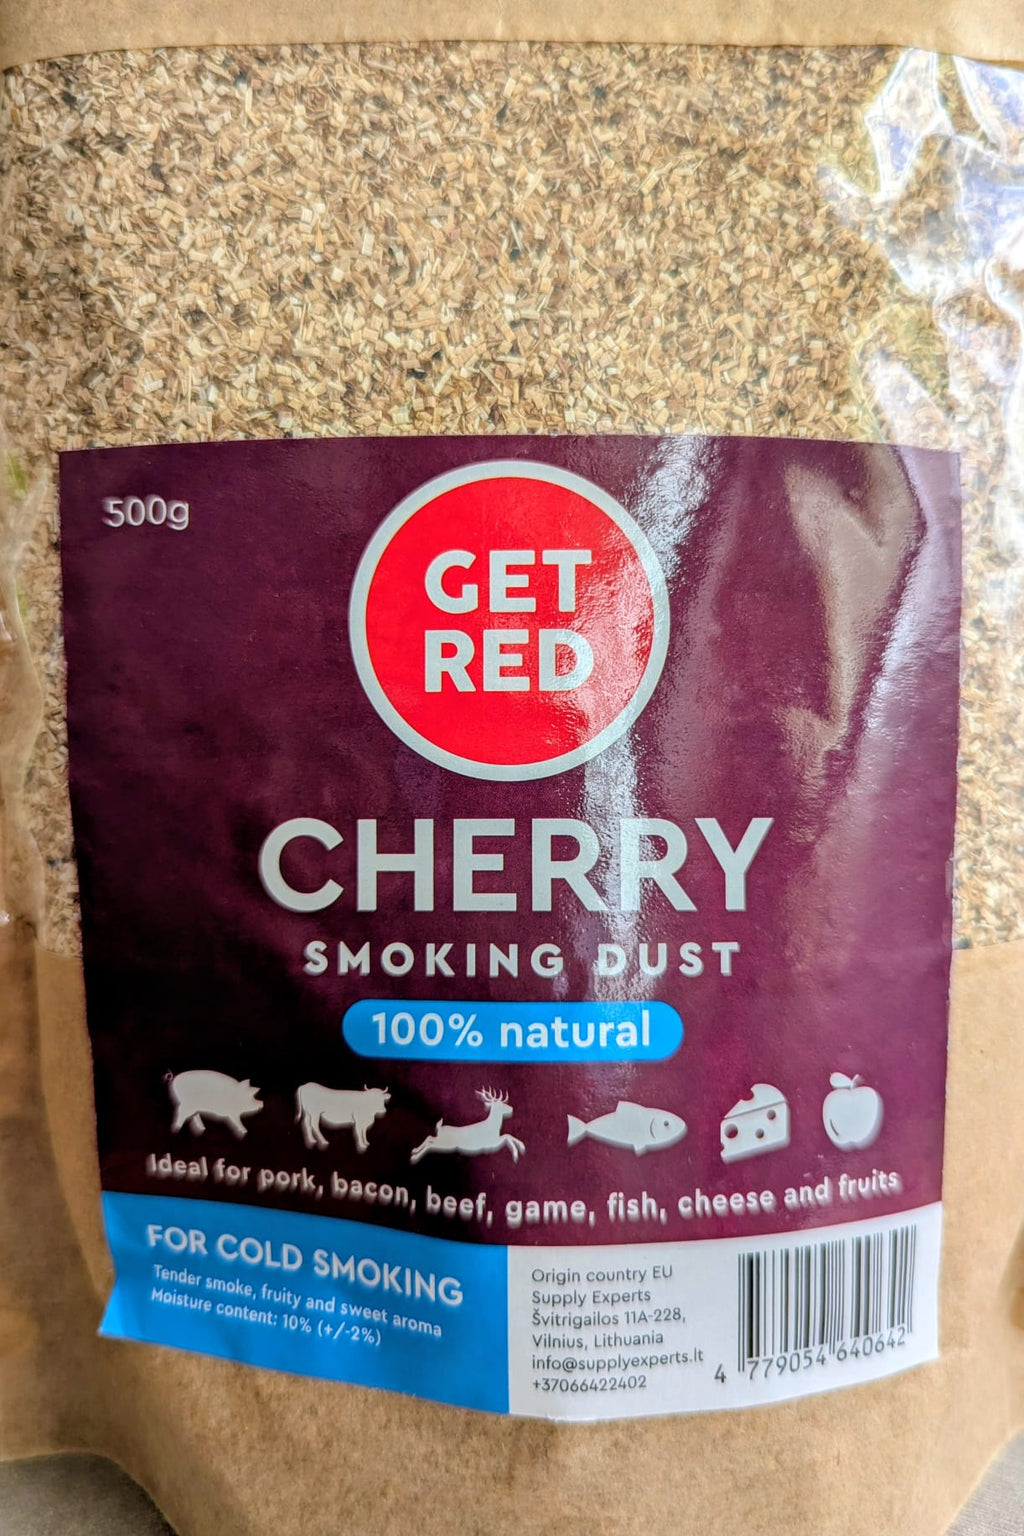 500g
GET
RED
CHERRY
SMOKING DUST
100% natural
Ideal for pork, bacon, beef, game, fish, cheese and fruits
FOR COLD SMOKING
Tender smoke, fruity and sweet aroma
Moisture content: 10% (+/-2%)
Origin country EU
Supply Experts
Švitrigailos 11A-228,
Vilnius, Lithuania
info@supplyexperts.lt
+37066422402
4 779054 640642